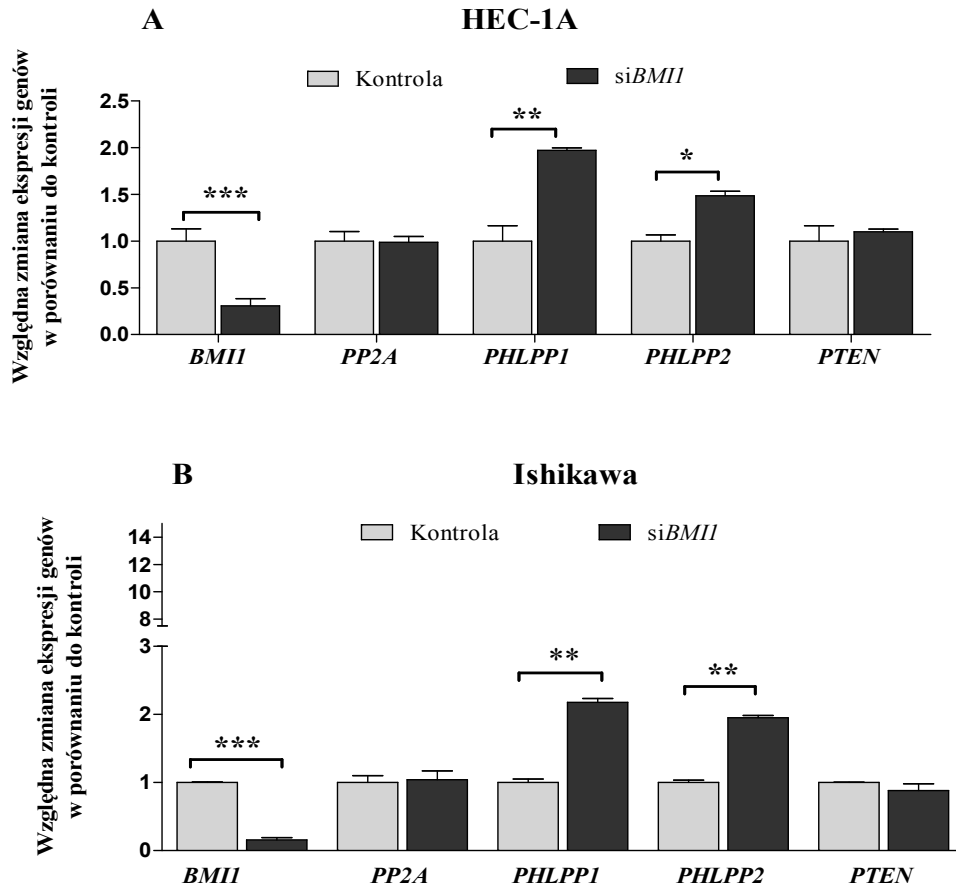 A HEC-1A
Kontrola siBMI1
Względna zmiana ekspresji genów
w porównaniu do kontroli
2.5
2.0
1.5
1.0
0.5
0.0
***
**
*
BMI1 PP2A PHLPP1 PHLPP2 PTEN
B Ishikawa
Kontrola siBMI1
Względna zmiana ekspresji genów
w porównaniu do kontroli
14
12
10
8
3
2
1
0
***
**
**
BMI1 PP2A PHLPP1 PHLPP2 PTEN